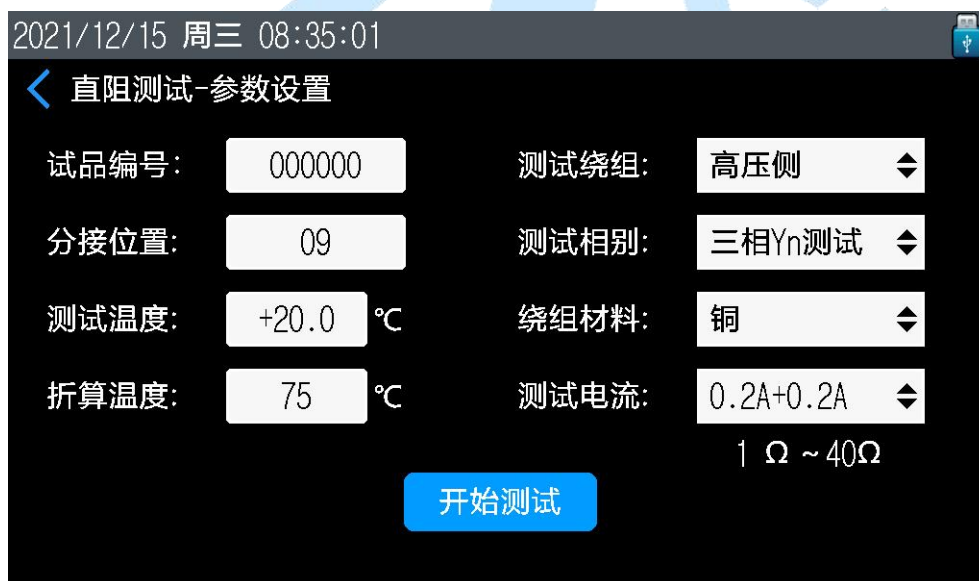 2021/12/15 周三 08:35:01
直阻测试-参数设置
试品编号: 000000 测试绕组: 高压侧
分接位置: 09 测试相别: 三相Yn测试
测试温度: +20.0 ℃ 绕组材料: 铜
折算温度: 75 ℃ 测试电流: 0.2A+0.2A
1 Ω ~40Ω
开始测试